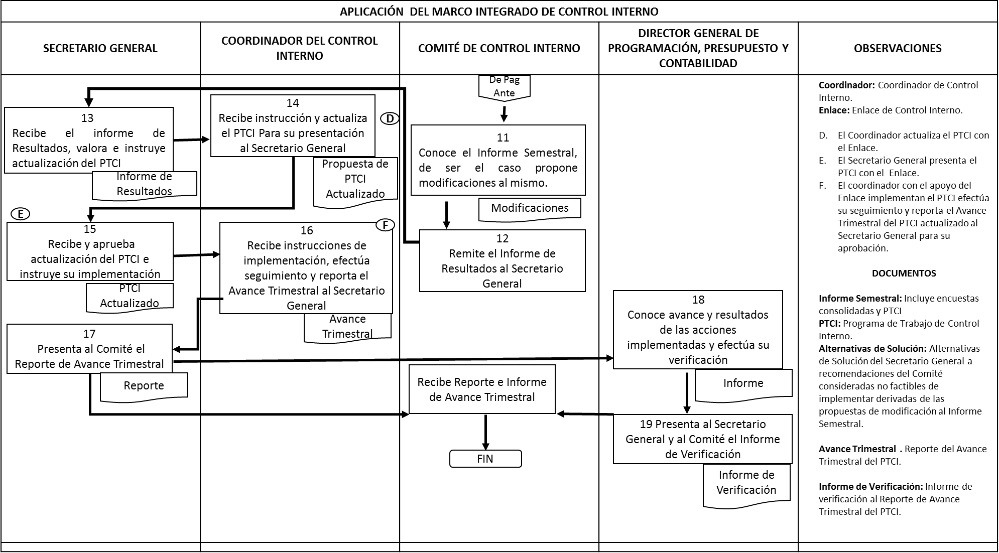 APLICACIÓN DEL MARCO INTEGRADO DE CONTROL INTERNO
SECRETARIO GENERAL
COORDINADOR DEL CONTROL
INTERNO
COMITÉ DE CONTROL INTERNO
DIRECTOR GENERAL DE
PROGRAMACIÓN, PRESUPUESTO Y
CONTABILIDAD
OBSERVACIONES
De Pag
Ante
11
Conoce el Informe Semestral,
de ser el caso propone
modificaciones al mismo.
Modificaciones
12
Remite el Informe de
Resultados al Secretario
General
13
Recibe el informe de
Resultados, valora e instruye
actualización del PTCI
Informe de
Resultados
14
Recibe instrucción y actualiza
el PTCI Para su presentación
al Secretario General
D
Propuesta de
PTCI
Actualizado
E
15
Recibe y aprueba
actualización del PTCI e
instruye su implementación
PTCI
Actualizado
F
16
Recibe instrucciones de
implementación, efectúa
seguimiento y reporta el
Avance Trimestral al Secretario
General
Avance
Trimestral
17
Presenta al Comité el
Reporte de Avance Trimestral
Reporte
18
Conoce avance y resultados
de las acciones
implementadas y efectúa su
verificación
Informe
19 Presenta al Secretario
General y al Comité el Informe
de Verificación
Informe de
Verificación
Recibe Reporte e Informe
de Avance Trimestral
FIN
Coordinador: Coordinador de Control
Interno.
Enlace: Enlace de Control Interno.
D. El Coordinador actualiza el PTCI con
el Enlace.
E. El Secretario General presenta el
PTCI con el Enlace.
F. El coordinador con el apoyo del
Enlace implementan el PTCI efectúa
su seguimiento y reporta el Avance
Trimestral del PTCI actualizado al
Secretario General para su
aprobación.
DOCUMENTOS
Informe Semestral: Incluye encuestas
consolidadas y PTCI
PTCI: Programa de Trabajo de Control
Interno.
Alternativas de Solución: Alternativas
de Solución del Secretario General a
recomendaciones del Comité
consideradas no factibles de
implementar derivadas de las
propuestas de modificación al Informe
Semestral.
Avance Trimestral . Reporte del Avance
Trimestral del PTCI.
Informe de Verificación: Informe de
verificación al Reporte de Avance
Trimestral del PTCI.